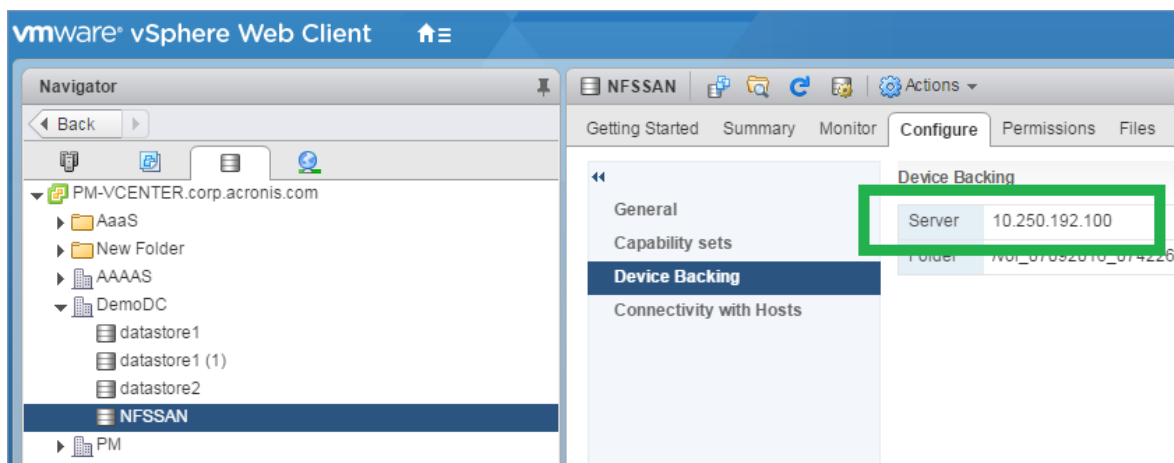 vmware® vSphere Web Client
Navigator
Back
PM-VCENTER.corp.acronis.com
AaaS
New Folder
AAAAS
DemoDC
datastore1
datastore1 (1)
datastore2
NFSSAN
PM
NFSSAN Actions
Getting Started Summary Monitor Configure Permissions Files
General
Capability sets
Device Backing
Connectivity with Hosts
Device Backing
Server 10.250.192.100
Folder